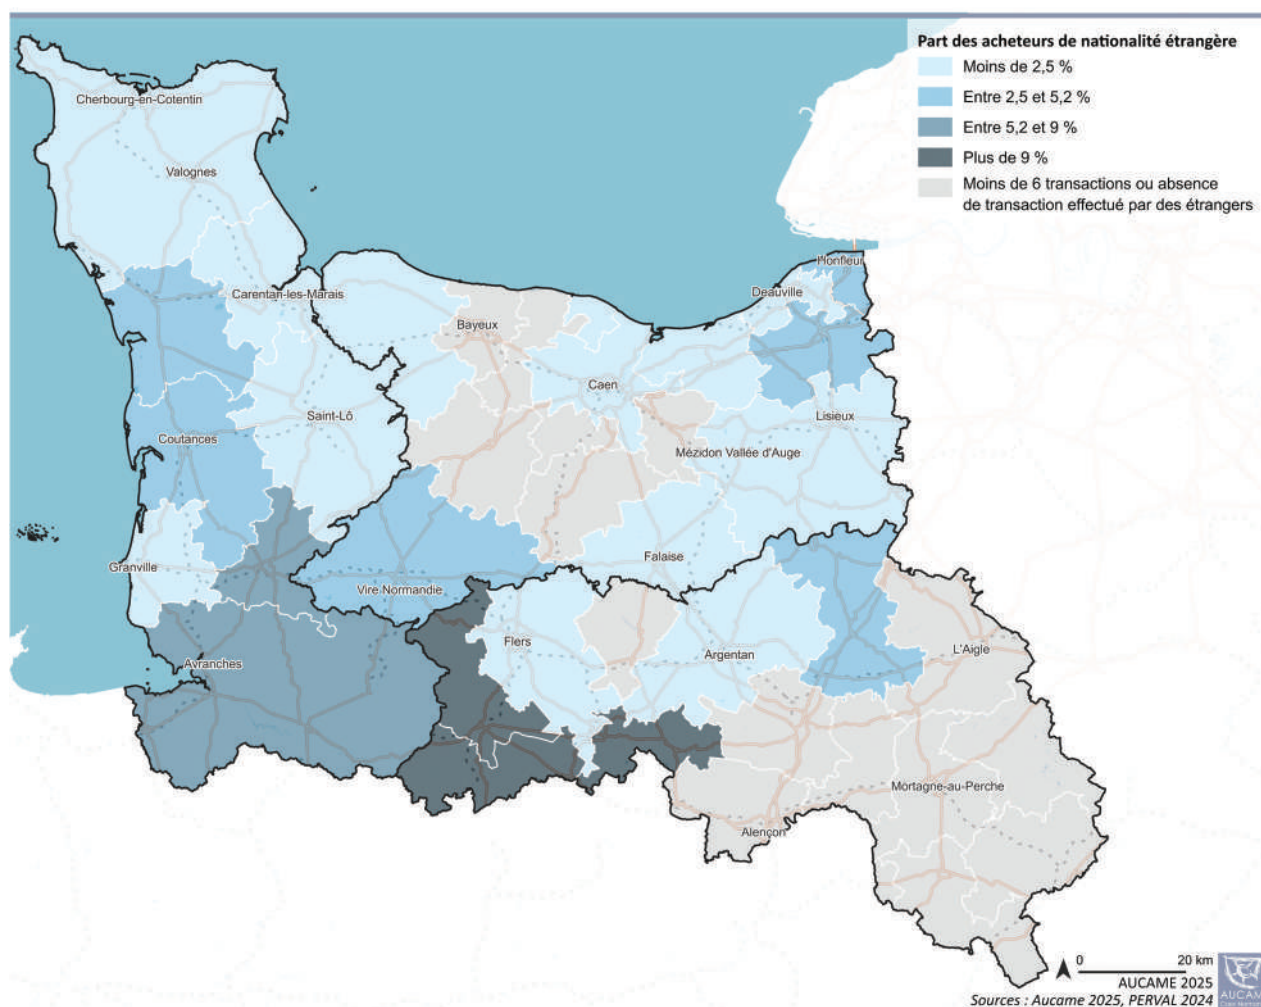 Part des acheteurs de nationalité étrangère
Moins de 2,5 %
Entre 2,5 et 5,2 %
Entre 5,2 et 9 %
Plus de 9 %
Moins de 6 transactions ou absence
de transaction effectué par des étrangers
Cherbourg-en-Cotentin
Valognes
Honfleur
Carentan-les-Marais
Deauville
Bayeux
Caen
Saint-Lô
Lisieux
Coutances
Mézidon Vallée d'Auge
Falaise
Granville
Vire Normandie
Flers
Argentan
L'Aigle
Avranches
Mortagne-au-Perche
Alençon
0 20 km
AUCAME 2025
Sources : Aucame 2025, PERVAL 2024
AUCAME